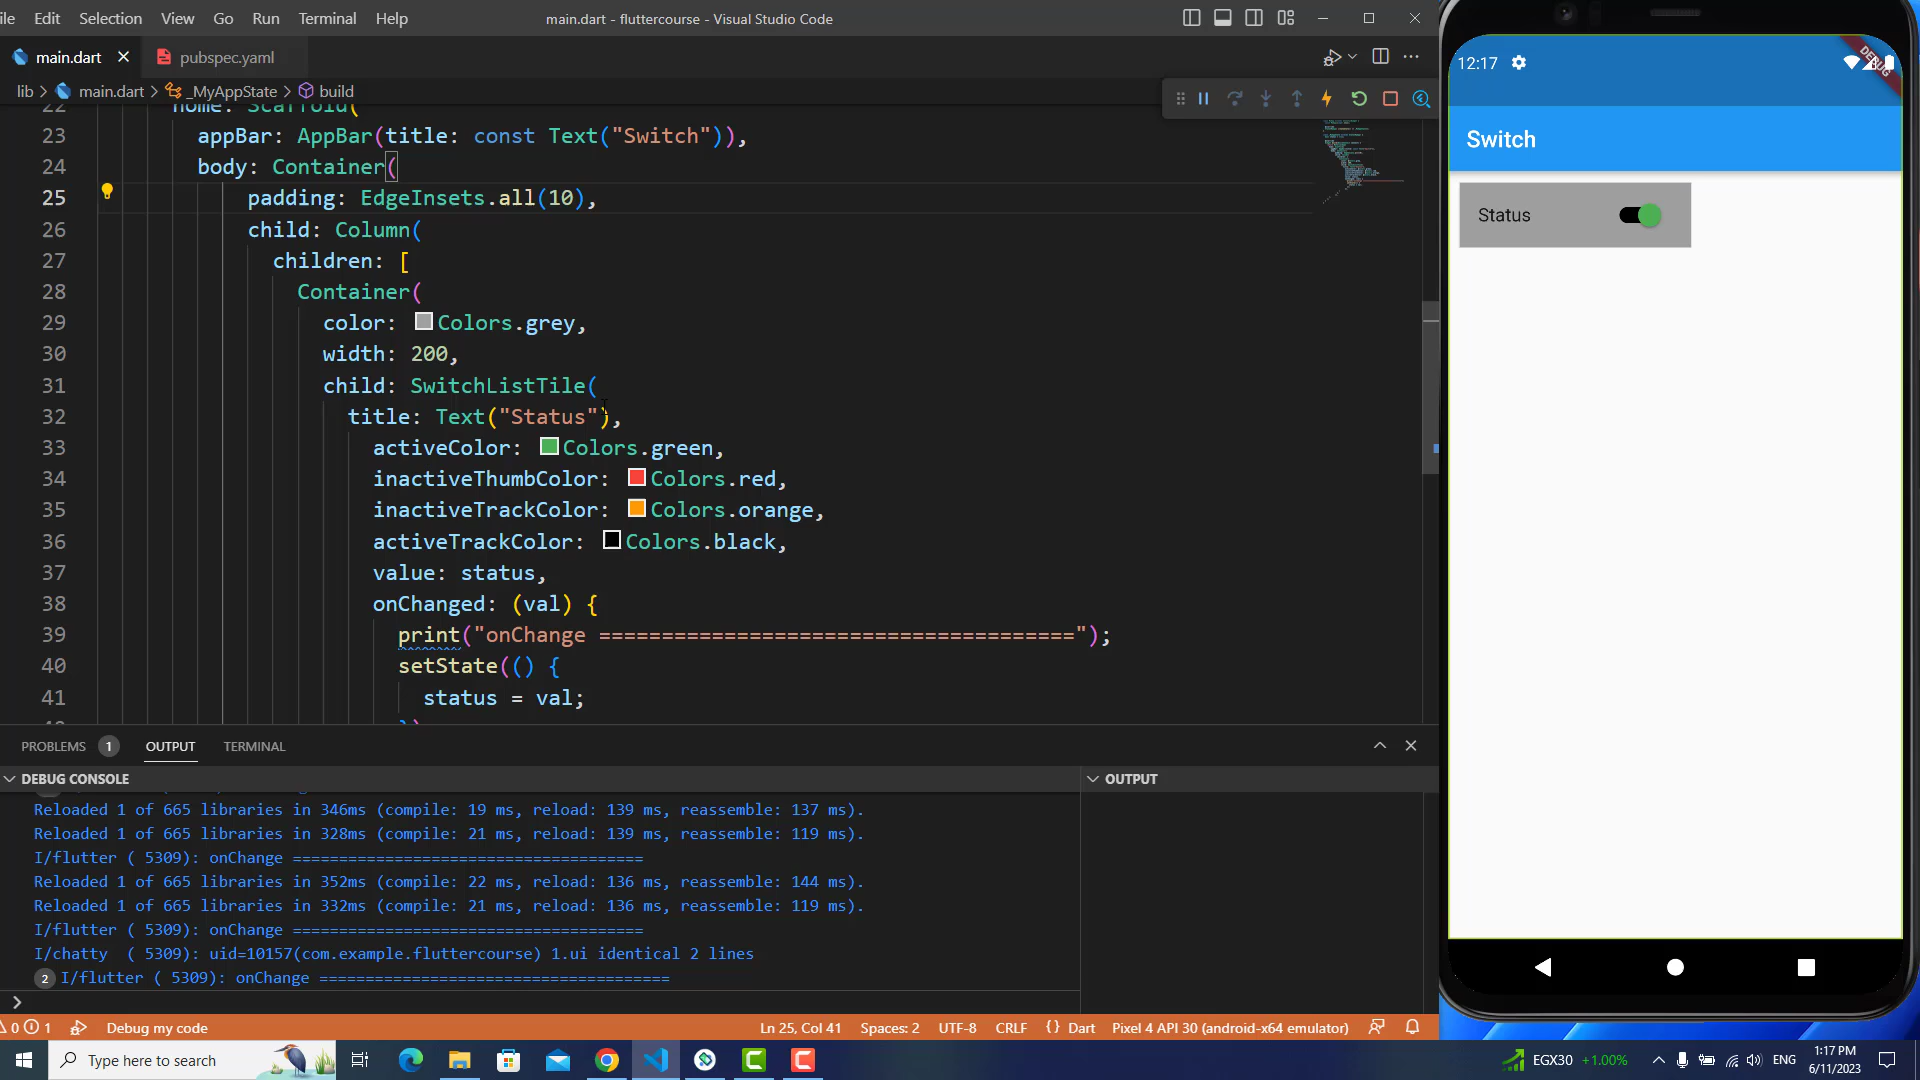 ile Edit Selection View Go Run Terminal Help
main.dart - fluttercourse - Visual Studio Code
main.dart
pubspec.yaml
lib > main.dart > _MyAppState > build
22 home: Scaffold(
23 appBar: AppBar(title: const Text("Switch")),
24 body: Container(
25 padding: EdgeInsets.all(10),
26 child: Column(
27 children: [
28 Container(
29 color: Colors.grey,
30 width: 200,
31 child: SwitchListTile(
32 title: Text("Status"),
33 activeColor: Colors.green,
34 inactiveThumbColor: Colors.red,
35 inactiveTrackColor: Colors.orange,
36 activeTrackColor: Colors.black,
37 value: status,
38 onChanged: (val) {
39 print("onChange ======================================");
40 setState(() {
41 status = val;
PROBLEMS 1 OUTPUT TERMINAL
DEBUG CONSOLE
Reloaded 1 of 665 libraries in 346ms (compile: 19 ms, reload: 139 ms, reassemble: 137 ms).
Reloaded 1 of 665 libraries in 328ms (compile: 21 ms, reload: 139 ms, reassemble: 119 ms).
I/flutter ( 5309): onChange ======================================
Reloaded 1 of 665 libraries in 352ms (compile: 22 ms, reload: 136 ms, reassemble: 144 ms).
Reloaded 1 of 665 libraries in 332ms (compile: 21 ms, reload: 136 ms, reassemble: 119 ms).
I/flutter ( 5309): onChange ======================================
I/chatty ( 5309): uid=10157(com.example.fluttercourse) 1.ui identical 2 lines
2 I/flutter ( 5309): onChange ======================================
OUTPUT
0 1 Debug my code
Ln 25, Col 41 Spaces: 2 UTF-8 CRLF {} Dart Pixel 4 API 30 (android-x64 emulator)
12:17
DEBUG
Switch
Status
Type here to search
EGX30 +1.00%
ENG
1:17 PM
6/11/2023